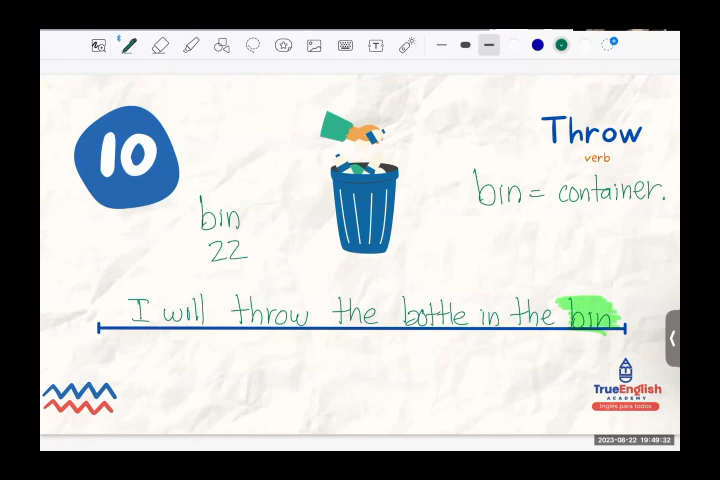 10
Throw
verb
bin = container.
bin
22
I will throw the bottle in the bin
TrueEnglish
ACADEMY
Inglés para todos
2023-08-22 19:49:32